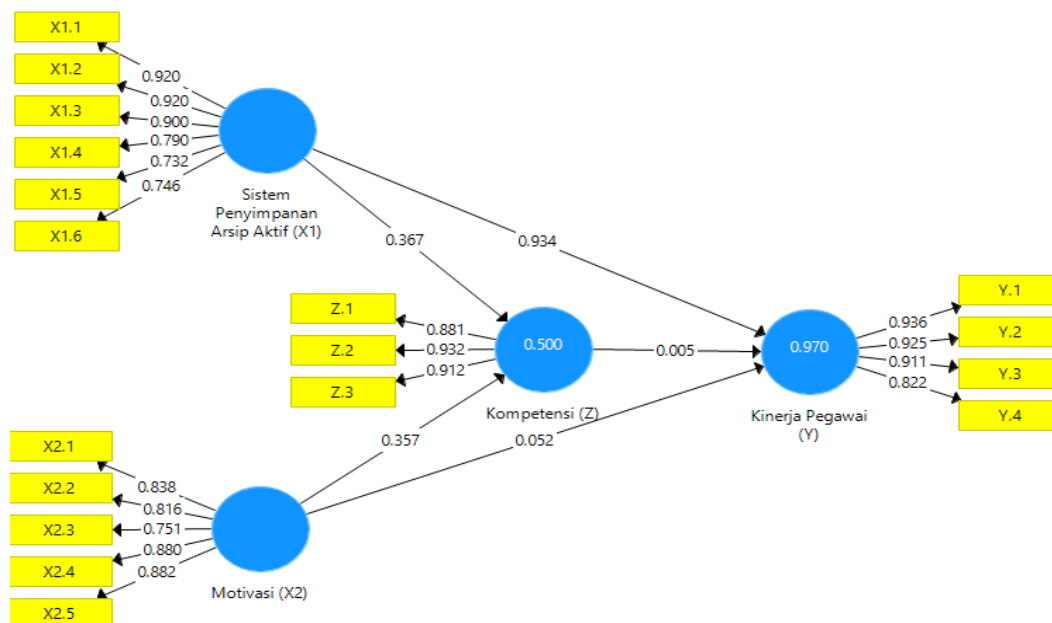 X1.1
X1.2
X1.3
X1.4
X1.5
X1.6
0.920
0.920
0.900
0.790
0.732
0.746
Sistem
Penyimpanan
Arsip Aktif (X1)
0.367
0.934
Z.1
Z.2
Z.3
0.881
0.932
0.912
0.500
Kompetensi (Z)
0.005
0.970
Kinerja Pegawai
(Y)
0.936
0.925
0.911
0.822
Y.1
Y.2
Y.3
Y.4
0.357
0.052
X2.1
X2.2
X2.3
X2.4
X2.5
0.838
0.816
0.751
0.880
0.882
Motivasi (X2)